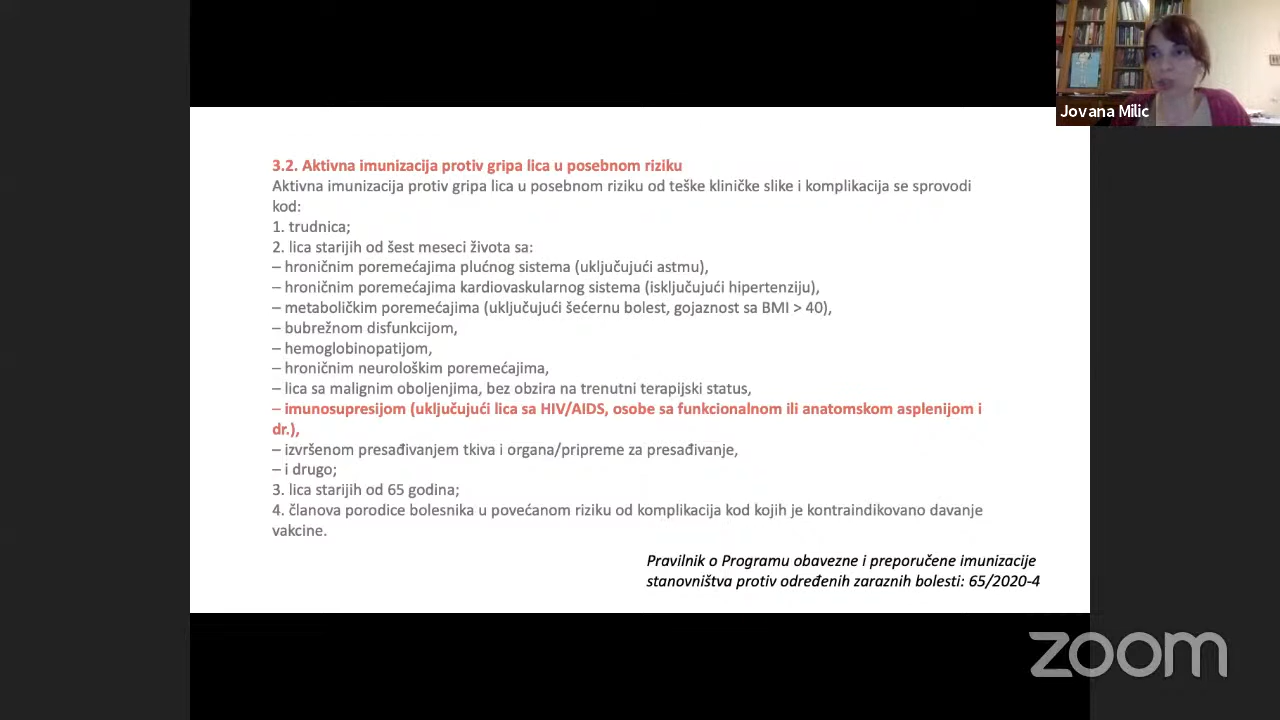 Jovana Milic
3.2. Aktivna imunizacija protiv gripa lica u posebnom riziku
Aktivna imunizacija protiv gripa lica u posebnom riziku od teške kliničke slike i komplikacija se sprovodi
kod:
1. trudnica;
2. lica starijih od šest meseci života sa:
– hroničnim poremećajima plućnog sistema (uključujući astmu),
– hroničnim poremećajima kardiovaskularnog sistema (isključujući hipertenziju),
– metaboličkim poremećajima (uključujući šećernu bolest, gojaznost sa BMI > 40),
– bubrežnom disfunkcijom,
– hemoglobinopatijom,
– hroničnim neurološkim poremećajima,
– lica sa malignim oboljenjima, bez obzira na trenutni terapijski status,
– imunosupresijom (uključujući lica sa HIV/AIDS, osobe sa funkcionalnom ili anatomskom asplenijom i
dr.),
– izvršenom presađivanjem tkiva i organa/pripreme za presađivanje,
– i drugo;
3. lica starijih od 65 godina;
4. članova porodice bolesnika u povećanom riziku od komplikacija kod kojih je kontraindikovano davanje
vakcine.
Pravilnik o Programu obavezne i preporučene imunizacije
stanovništva protiv određenih zaraznih bolesti: 65/2020-4
zoom